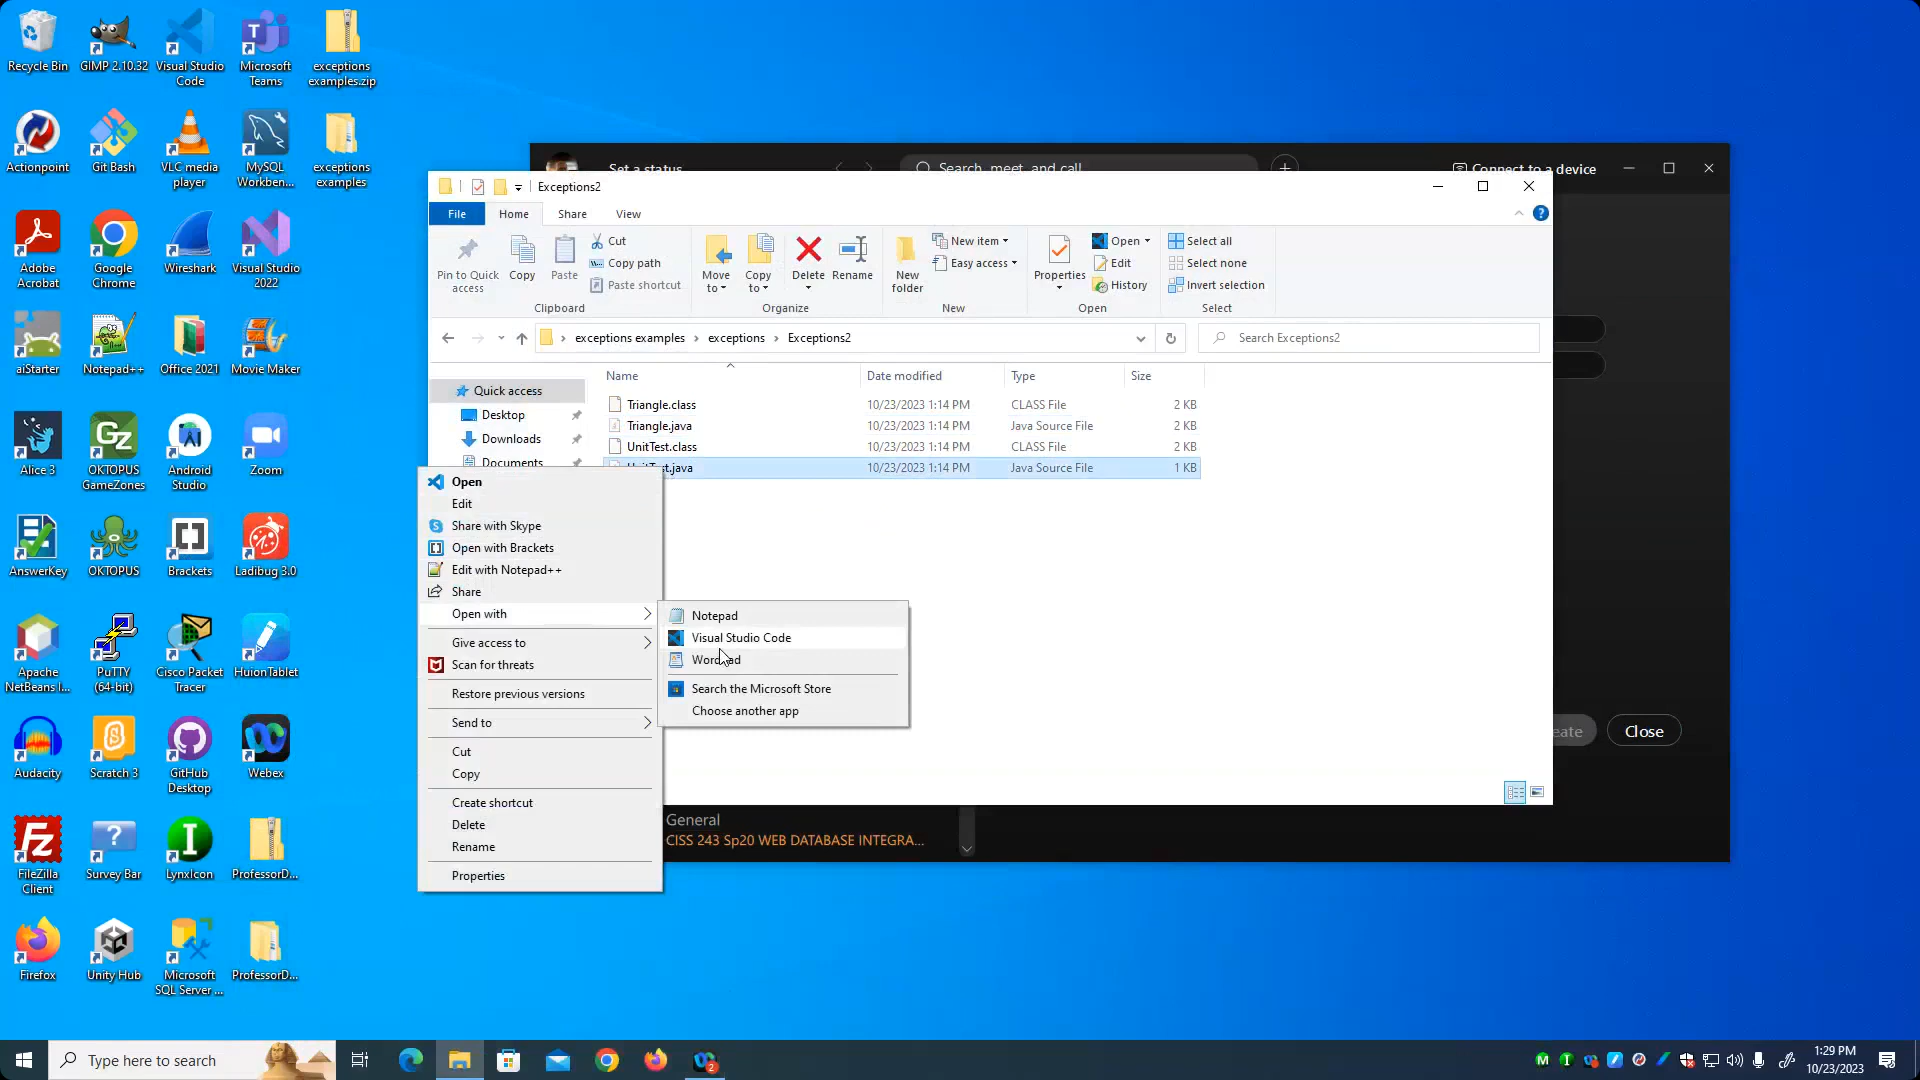 Recycle Bin
GIMP 2.10.32
Visual Studio
Code
Microsoft
Teams
exceptions
examples.zip
Actionpoint
Git Bash
VLC media
player
MySQL
Workben...
exceptions
examples
Adobe
Acrobat
Google
Chrome
Wireshark
Visual Studio
2022
aiStarter
Notepad++
Office 2021
Movie Maker
Alice 3
OKTOPUS
GameZones
Android
Studio
Zoom
AnswerKey
OKTOPUS
Brackets
Ladibug 3.0
Apache
NetBeans I...
PuTTY
(64-bit)
Cisco Packet
Tracer
HuionTablet
Audacity
Scratch 3
GitHub
Desktop
Webex
FileZilla
Client
Survey Bar
LynxIcon
ProfessorD...
Firefox
Unity Hub
Microsoft
SQL Server ...
ProfessorD...
Set a status
Search, meet, and call
Connect to a device
Exceptions2
File
Home
Share
View
Pin to Quick
access
Copy
Paste
Cut
Copy path
Paste shortcut
Clipboard
Move
to
Copy
to
Delete
Rename
Organize
New
folder
New item
Easy access
New
Properties
Open
Edit
History
Open
Select all
Select none
Invert selection
Select
exceptions examples > exceptions > Exceptions2
Search Exceptions2
Name Date modified Type Size
Quick access
Desktop
Downloads
Documents
Triangle.class 10/23/2023 1:14 PM CLASS File 2 KB
Triangle.java 10/23/2023 1:14 PM Java Source File 2 KB
UnitTest.class 10/23/2023 1:14 PM CLASS File 2 KB
UnitTest.java 10/23/2023 1:14 PM Java Source File 1 KB
Open
Edit
Share with Skype
Open with Brackets
Edit with Notepad++
Share
Open with
Give access to
Scan for threats
Restore previous versions
Send to
Cut
Copy
Create shortcut
Delete
Rename
Properties
Notepad
Visual Studio Code
Wordpad
Search the Microsoft Store
Choose another app
eate
Close
General
CISS 243 Sp20 WEB DATABASE INTEGRA...
Type here to search
2
1:29 PM
10/23/2023